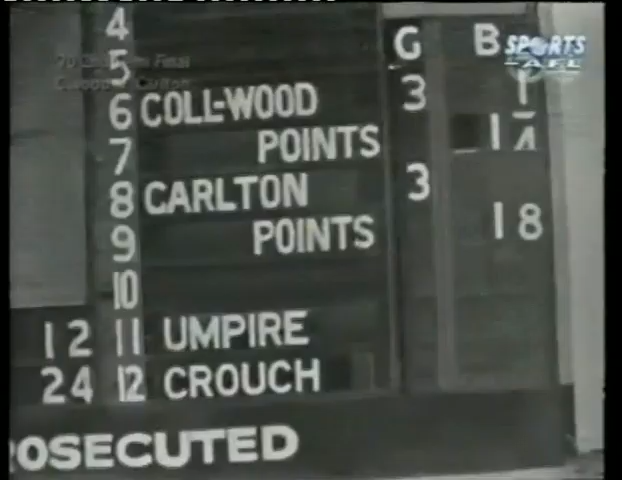 4
G B SPORTS
AFL
5
6 COLL-WOOD 3 1
7 POINTS 1
8 CARLTON 3
9 POINTS 18
10
12 11 UMPIRE
24 12 CROUCH
ROSECUTED